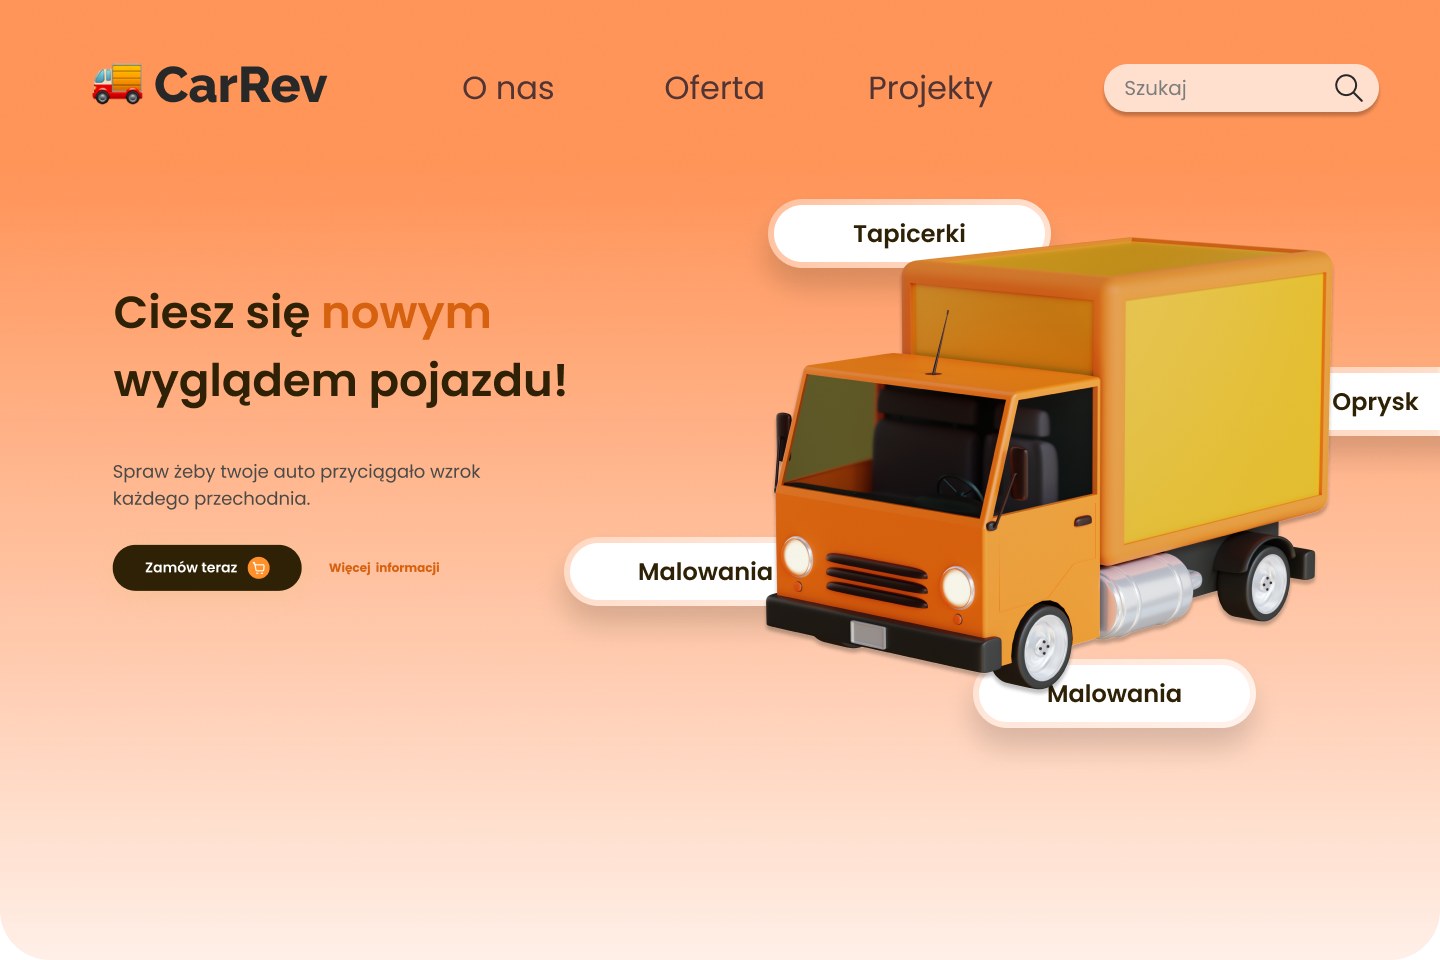 CarRev
O nas
Oferta
Projekty
Szukaj
Tapicerki
Ciesz się nowym
wyglądem pojazdu!
Oprysk
Spraw żeby twoje auto przyciągało wzrok
każdego przechodnia.
Zamów teraz
Więcej informacji
Malowania
Malowania